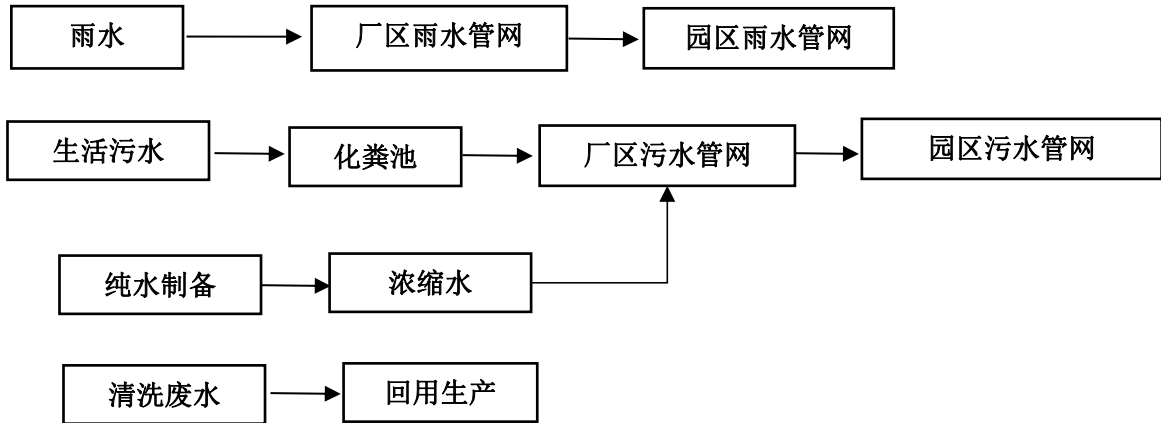 雨水
厂区雨水管网
园区雨水管网
生活污水
化粪池
厂区污水管网
园区污水管网
纯水制备
浓缩水
清洗废水
回用生产